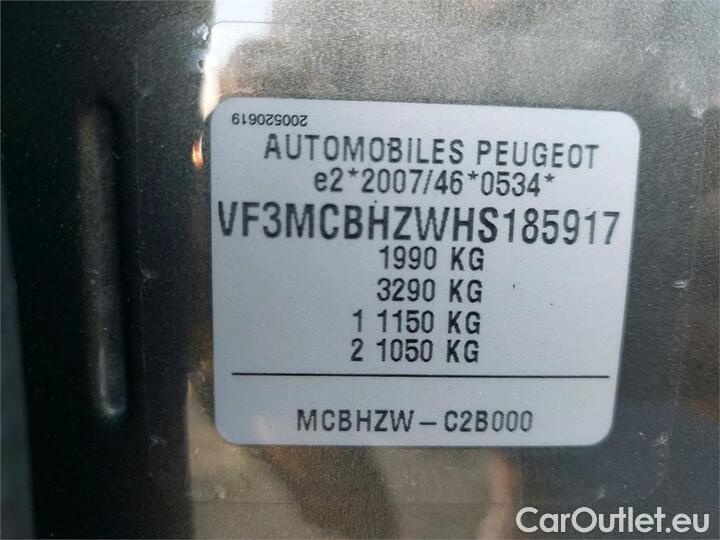 200520619
AUTOMOBILES PEUGEOT
e2*2007/46*0534*
VF3MCBHZWHS185917
1990 KG
3290 KG
1 1150 KG
2 1050 KG
MCBHZW - C2B000
CarOutlet.eu